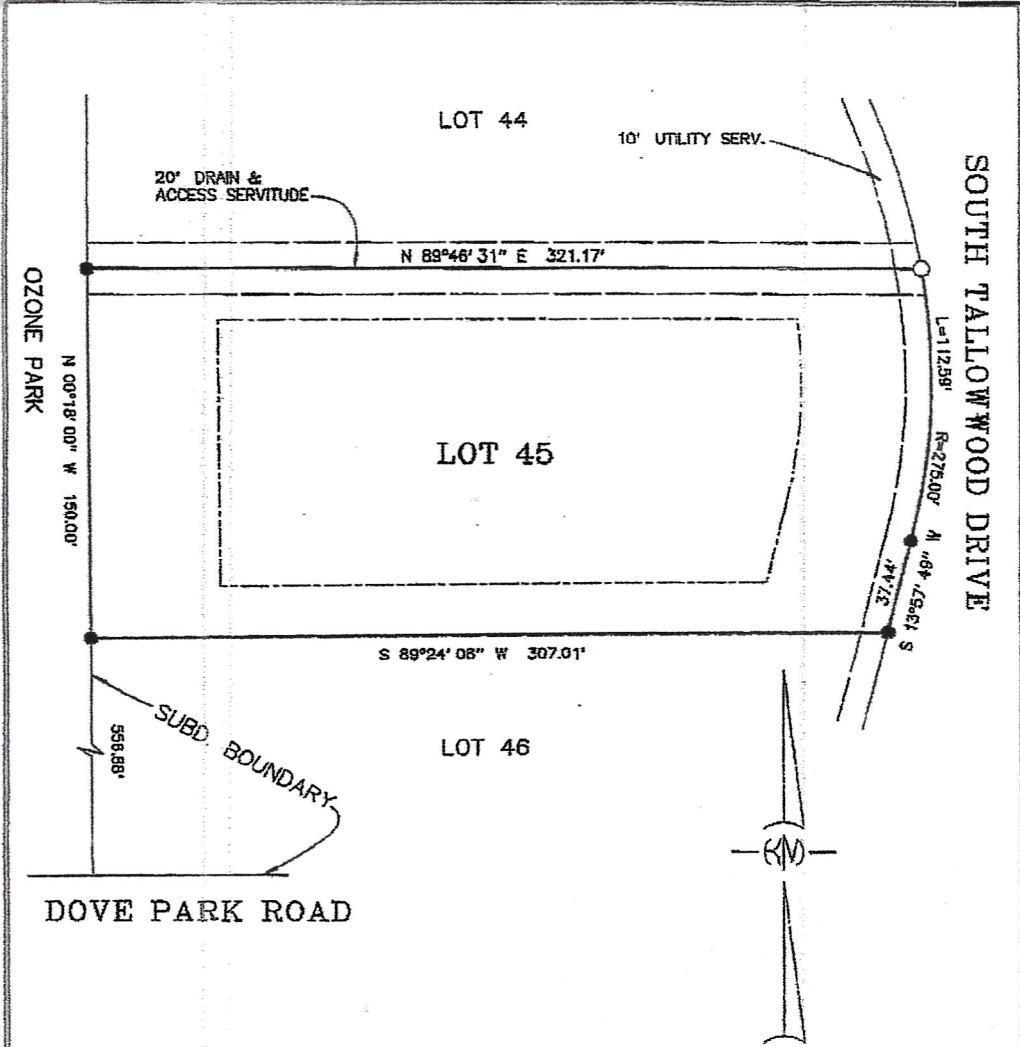 LOT 44
10' UTILITY SERV.
20' DRAIN &
ACCESS SERVITUDE
SOUTH TALLOWWOOD DRIVE
N 89°46' 31" E 321.17'
L=112.59' R=275.00'
OZONE PARK
N 00°18' 00" W 150.00'
LOT 45
S 13°57' 49" W
37.44'
S 89°24' 08" W 307.01'
SUBD. BOUNDARY
LOT 46
DOVE PARK ROAD